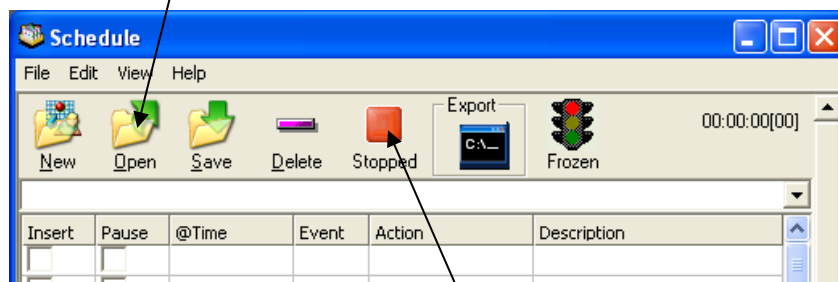 Schedule
File Edit View Help
Export
00:00:00[00]
C:\_
New Open Save Delete Stopped Frozen
Insert Pause @Time Event Action Description